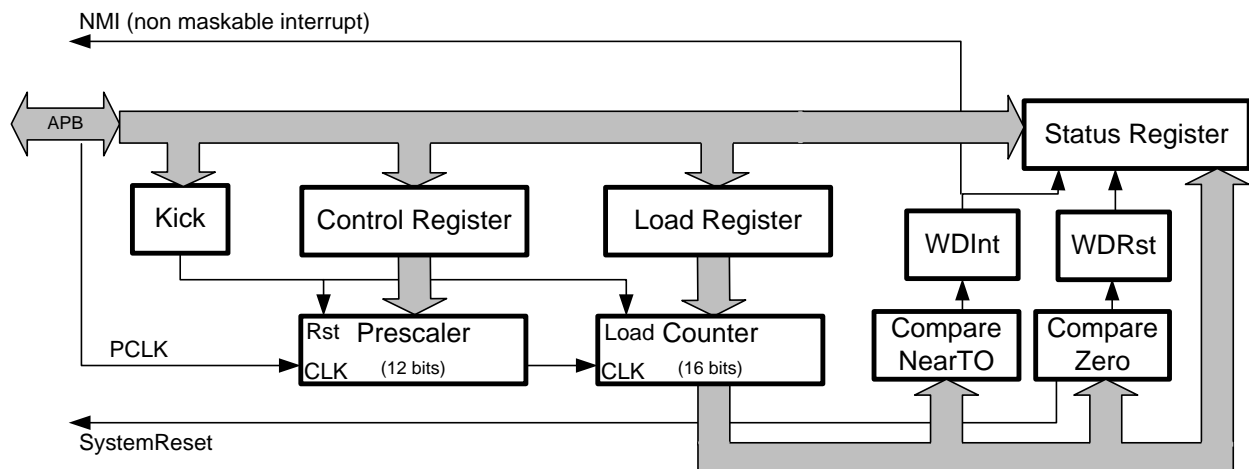 NMI (non maskable interrupt)
APB
Status Register
Kick
Control Register
Load Register
WDInt
WDRst
Rst Prescaler
CLK (12 bits)
Load Counter
CLK (16 bits)
Compare
NearTO
Compare
Zero
PCLK
SystemReset